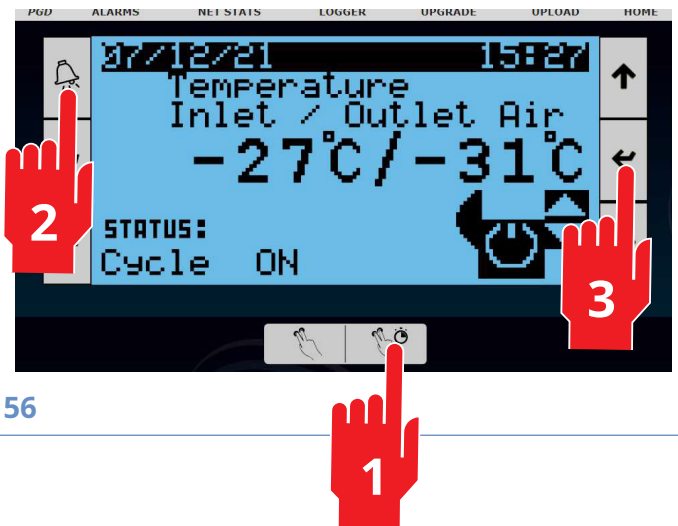 PGD ALARMS NET STATS LOGGER UPGRADE UPLOAD HOME
07/12/21 15:27
Temperature
Inlet / Outlet Air
-27°C/-31°C
STATUS:
Cycle ON
2
3
56
1